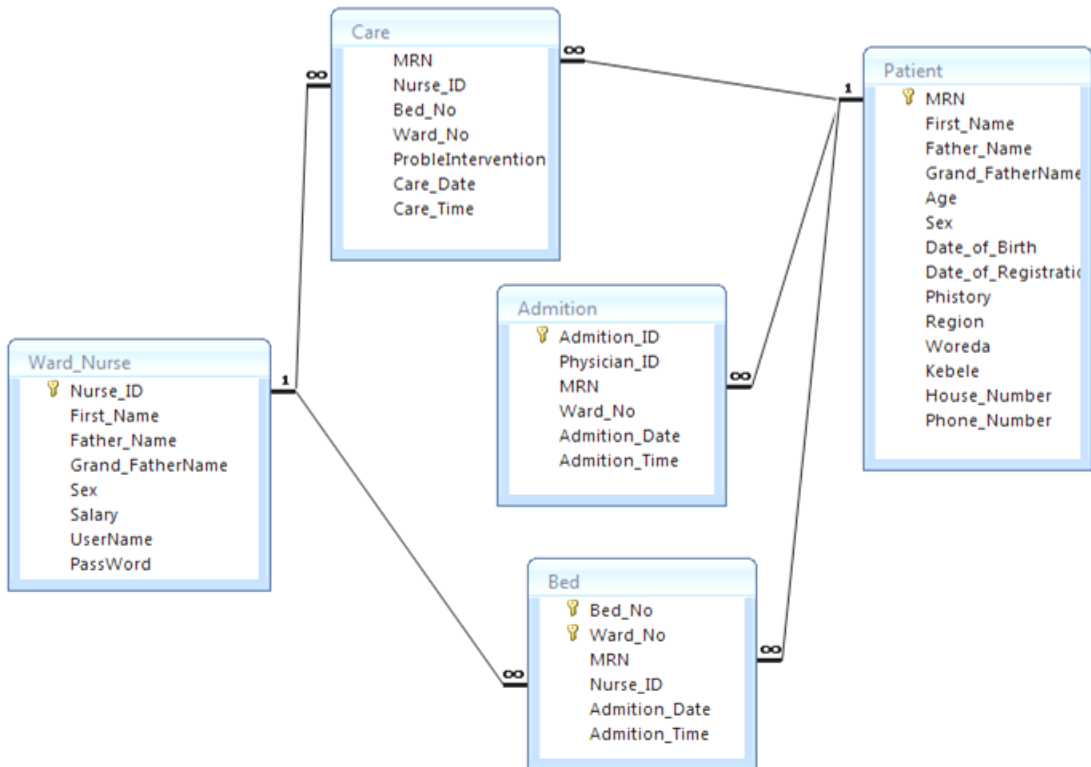 Care
MRN
Nurse_ID
Bed_No
Ward_No
ProbleIntervention
Care_Date
Care_Time
∞
∞
Patient
MRN
First_Name
Father_Name
Grand_FatherName
Age
Sex
Date_of_Birth
Date_of_Registratio
Phistory
Region
Woreda
Kebele
House_Number
Phone_Number
1
Admition
Admition_ID
Physician_ID
MRN
Ward_No
Admition_Date
Admition_Time
∞
Ward_Nurse
Nurse_ID
First_Name
Father_Name
Grand_FatherName
Sex
Salary
UserName
PassWord
1
Bed
Bed_No
Ward_No
MRN
Nurse_ID
Admition_Date
Admition_Time
∞
∞